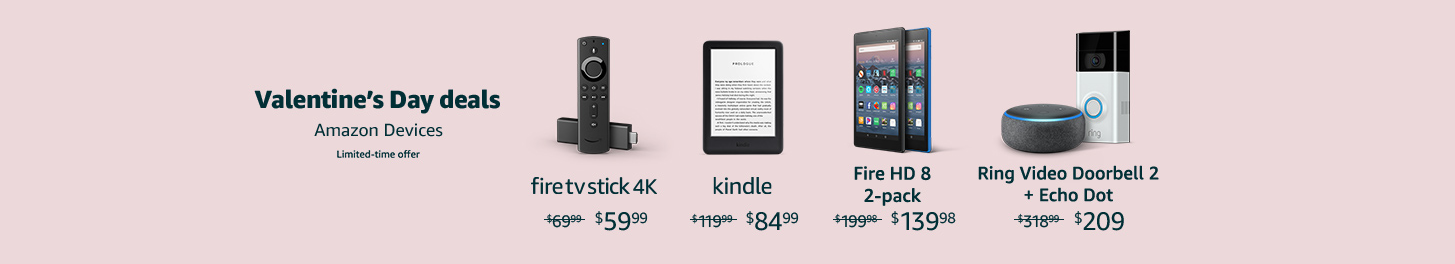 Valentine's Day deals
Amazon Devices
Limited-time offer
fire tv stick 4K
$69.99 $59.99
kindle
$119.99 $84.99
Fire HD 8
2-pack
$199.98 $139.98
ring
Ring Video Doorbell 2
+ Echo Dot
$318.99 $209
PROLOGUE